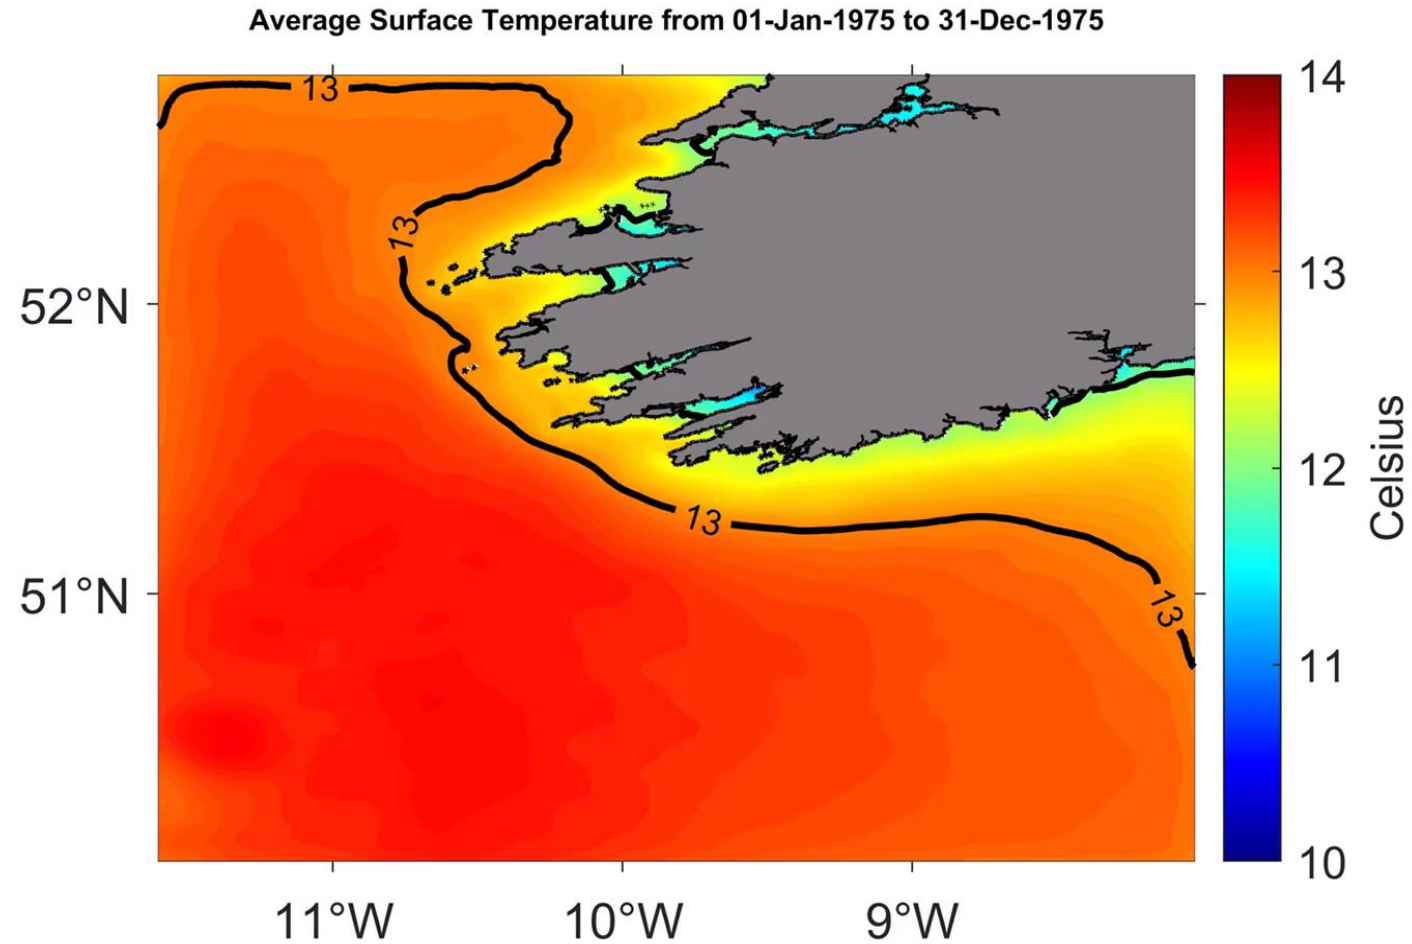 Average Surface Temperature from 01-Jan-1975 to 31-Dec-1975
13
14
13
52°N
13
12
Celsius
13
51°N
13
11
10
11°W
10°W
9°W